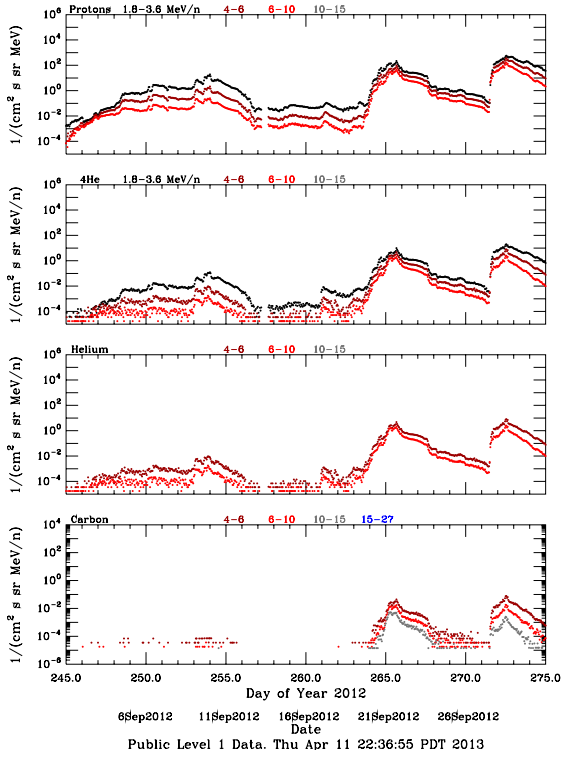 Protons 1.8-3.6 MeV/n 4-6 6-10 10-15
10⁶
10⁴
10²
10⁰
10⁻²
10⁻⁴
1/(cm² s sr MeV)
4He 1.8-3.6 MeV/n 4-6 6-10 10-15
10⁶
10⁴
10²
10⁰
10⁻²
10⁻⁴
1/(cm² s sr MeV/n)
Helium 4-6 6-10 10-15
10⁶
10⁴
10²
10⁰
10⁻²
10⁻⁴
1/(cm² s sr MeV/n)
Carbon 4-6 6-10 10-15 15-27
10⁴
10²
10⁰
10⁻²
10⁻⁴
10⁻⁶
1/(cm² s sr MeV/n)
245.0 250.0 255.0 260.0 265.0 270.0 275.0
Day of Year 2012
6Sep2012 11Sep2012 16Sep2012 21Sep2012 26Sep2012
Date
Public Level 1 Data. Thu Apr 11 22:36:55 PDT 2013